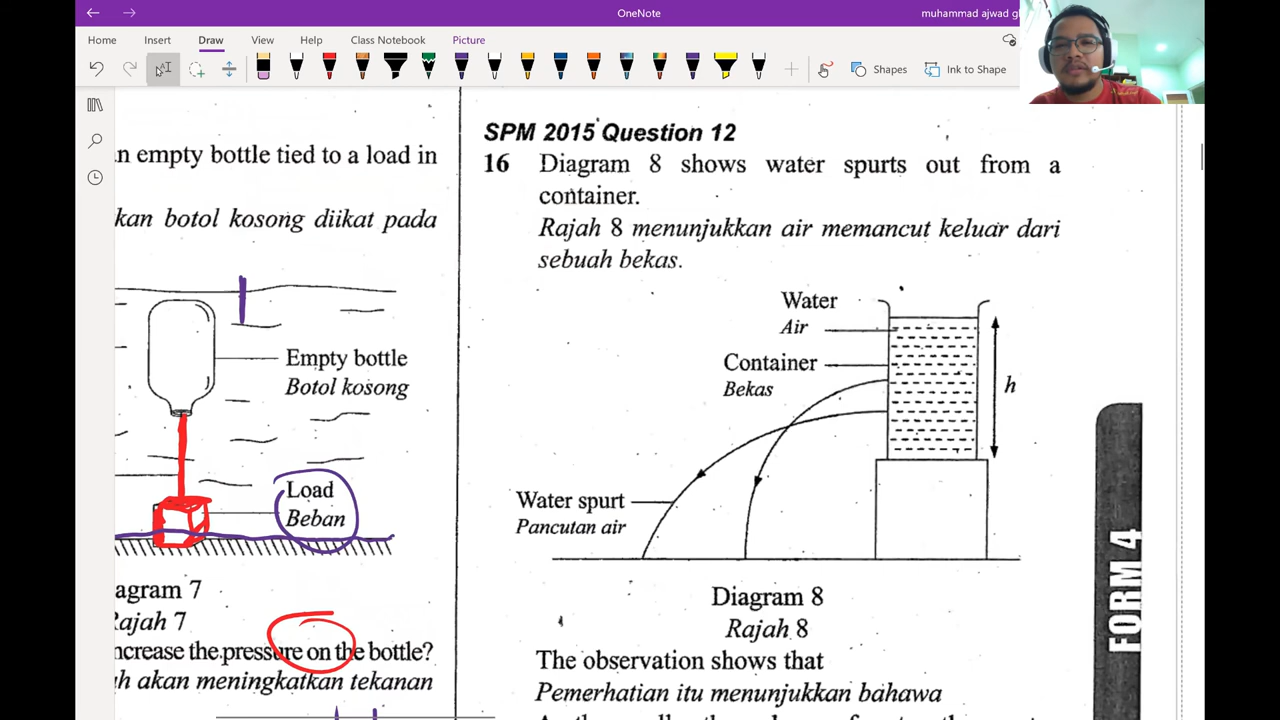 OneNote
muhammad ajwad
Home Insert Draw View Help Class Notebook Picture
Shapes
Ink to Shape
n empty bottle tied to a load in
kan botol kosong diikat pada
Empty bottle
Botol kosong
Load
Beban
agram 7
Rajah 7
ncrease the pressure on the bottle?
h akan meningkatkan tekanan
SPM 2015 Question 12
16 Diagram 8 shows water spurts out from a
container.
Rajah 8 menunjukkan air memancut keluar dari
sebuah bekas.
Water
Air
Container
Bekas
h
Water spurt
Pancutan air
Diagram 8
Rajah 8
The observation shows that
Pemerhatian itu menunjukkan bahawa
FORM 4